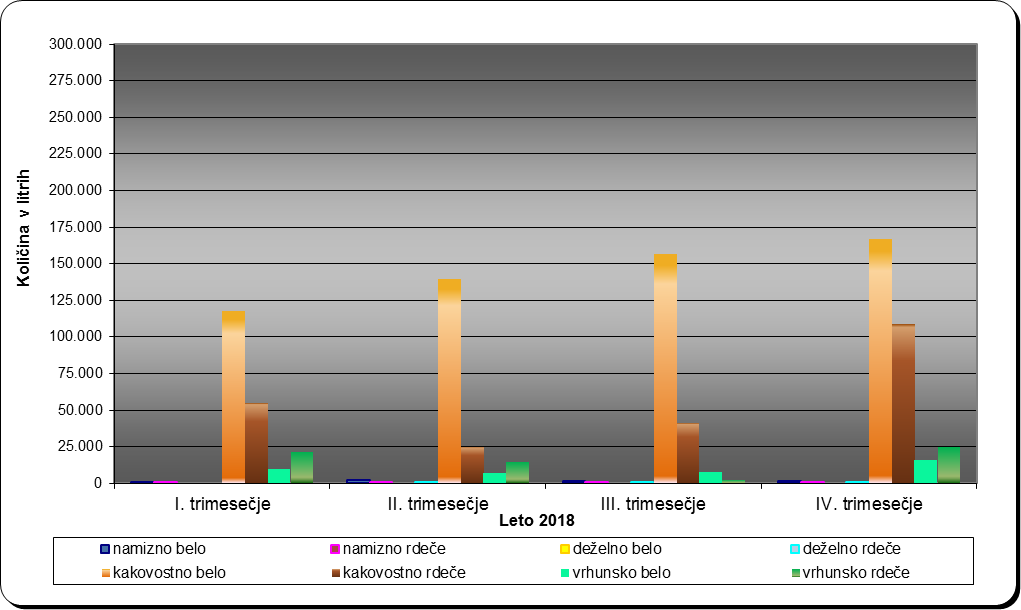 300.000
275.000
250.000
225.000
200.000
175.000
150.000
125.000
100.000
75.000
50.000
25.000
0
Količina v litrih
I. trimesečje II. trimesečje III. trimesečje IV. trimesečje
Leto 2018
namizno belo namizno rdeče deželno belo deželno rdeče
kakovostno belo kakovostno rdeče vrhunsko belo vrhunsko rdeče